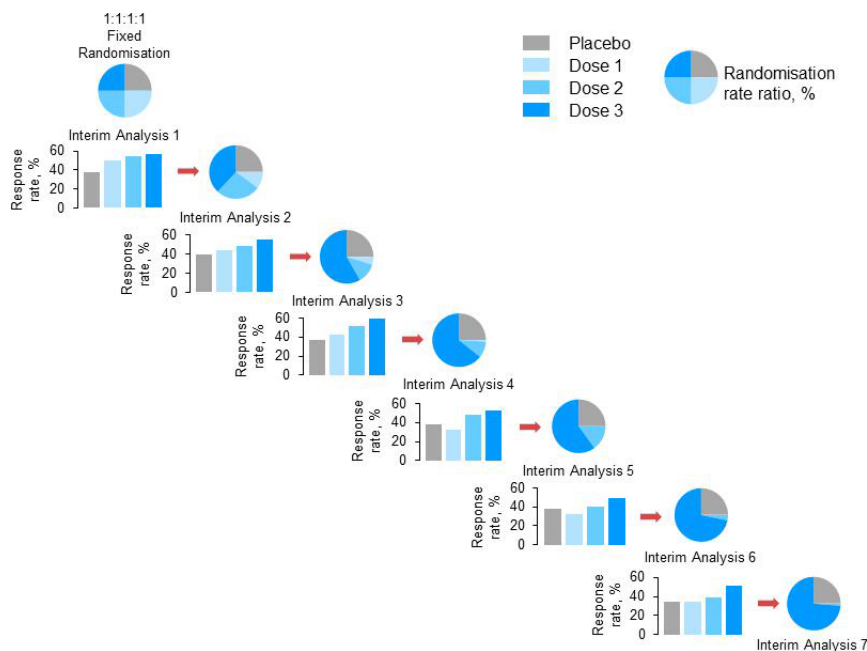 1:1:1:1
Fixed
Randomisation
Placebo
Dose 1
Dose 2
Dose 3
Randomisation
rate ratio, %
Interim Analysis 1
Response
rate, %
60
40
20
0
Interim Analysis 2
Response
rate, %
60
40
20
0
Interim Analysis 3
Response
rate, %
60
40
20
0
Interim Analysis 4
Response
rate, %
60
40
20
0
Interim Analysis 5
Response
rate, %
60
40
20
0
Interim Analysis 6
Response
rate, %
60
40
20
0
Interim Analysis 7